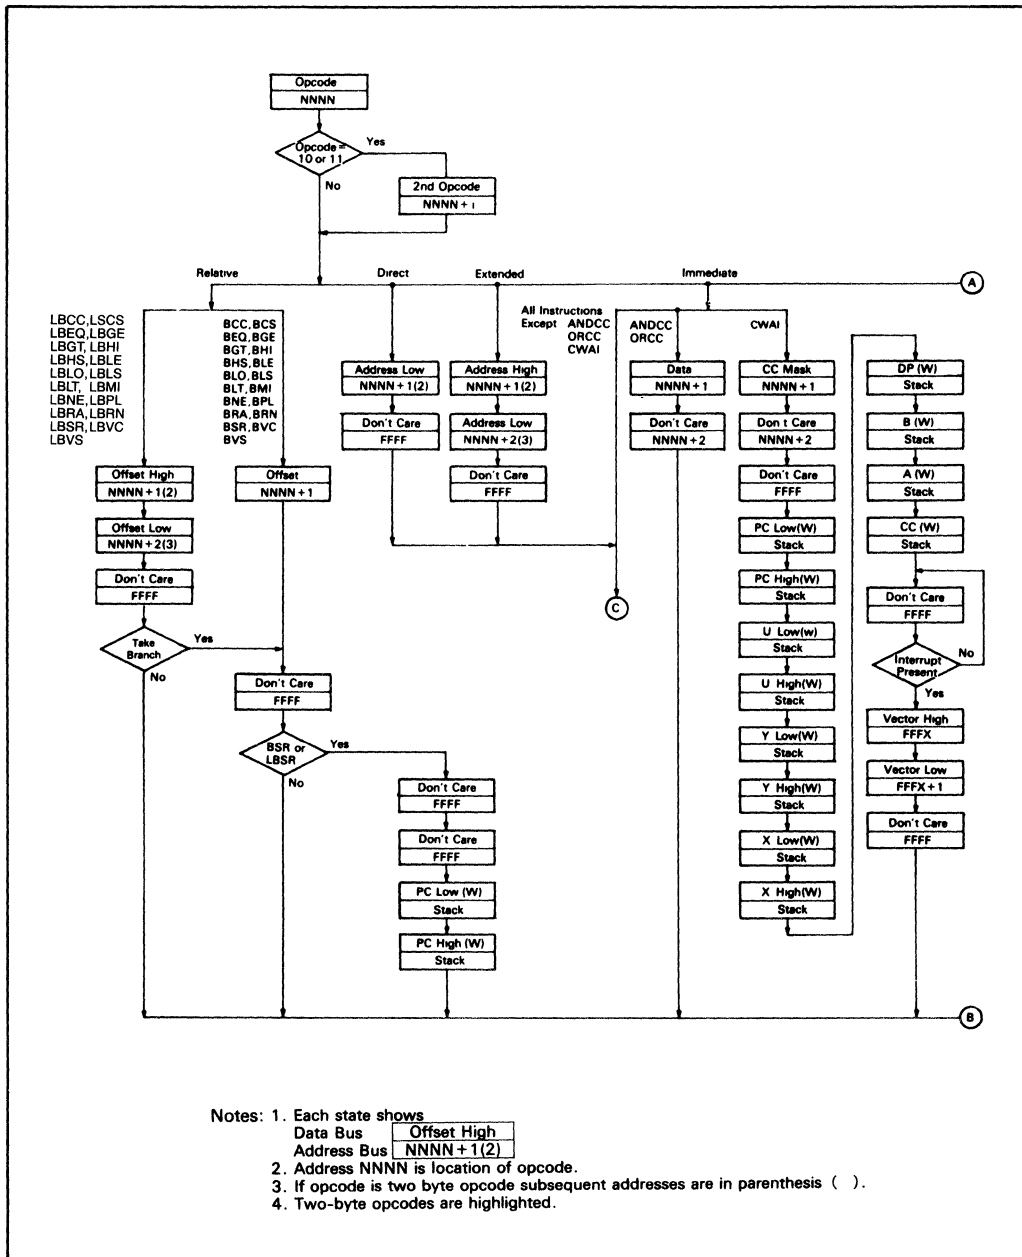 Opcode
NNNN
Opcode =
10 or 11
Yes
No
2nd Opcode
NNNN + 1
Relative
Direct
Extended
Immediate
A
LBCC, LSCS
LBEQ, LBGE
LBGT, LBHI
LBHS, LBLE
LBLO, LBLS
LBLT, LBMI
LBNE, LBPL
LBRA, LBRN
LBSR, LBVC
LBVS
Offset High
NNNN + 1(2)
Offset Low
NNNN + 2(3)
Don't Care
FFFF
Take
Branch
Yes
No
BCC, BCS
BEQ, BGE
BGT, BHI
BHS, BLE
BLO, BLS
BLT, BMI
BNE, BPL
BRA, BRN
BSR, BVC
BVS
Offset
NNNN + 1
Don't Care
FFFF
BSR or
LBSR
Yes
No
Don't Care
FFFF
Don't Care
FFFF
PC Low (W)
Stack
PC High (W)
Stack
Address Low
NNNN + 1(2)
Don't Care
FFFF
Address High
NNNN + 1(2)
Address Low
NNNN + 2(3)
Don't Care
FFFF
All Instructions
Except ANDCC
ORCC
CWAI
C
ANDCC
ORCC
Data
NNNN + 1
Don't Care
NNNN + 2
CWAI
CC Mask
NNNN + 1
Don't Care
NNNN + 2
Don't Care
FFFF
PC Low(W)
Stack
PC High(W)
Stack
U Low(w)
Stack
U High(W)
Stack
Y Low(W)
Stack
Y High(W)
Stack
X Low(W)
Stack
X High(W)
Stack
DP (W)
Stack
B (W)
Stack
A (W)
Stack
CC (W)
Stack
Don't Care
FFFF
Interrupt
Present
No
Yes
Vector High
FFFX
Vector Low
FFFX + 1
Don't Care
FFFF
B
Notes: 1. Each state shows
Data Bus Offset High
Address Bus NNNN + 1(2)
2. Address NNNN is location of opcode.
3. If opcode is two byte opcode subsequent addresses are in parenthesis ( ).
4. Two-byte opcodes are highlighted.